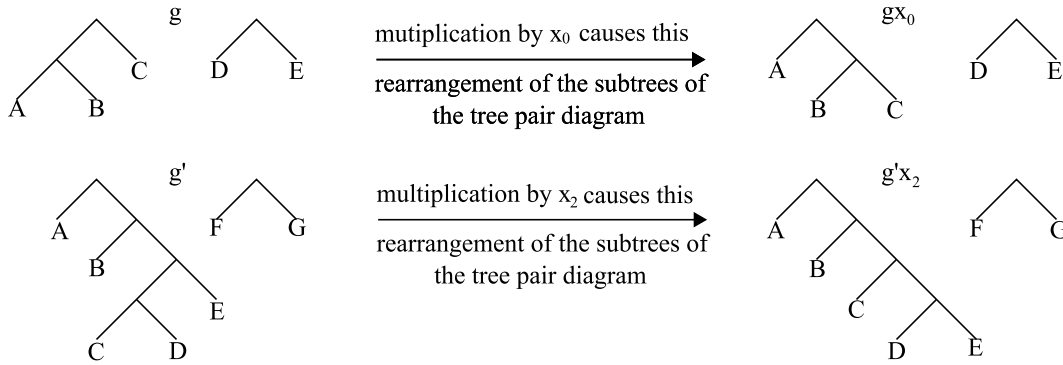 g
gx₀
mutiplication by x₀ causes this
rearrangement of the subtrees of
the tree pair diagram
C D E
A B
A D E
B C
g'
g'x₂
multiplication by x₂ causes this
rearrangement of the subtrees of
the tree pair diagram
A F G
B
E
C D
A F G
B
C
D E